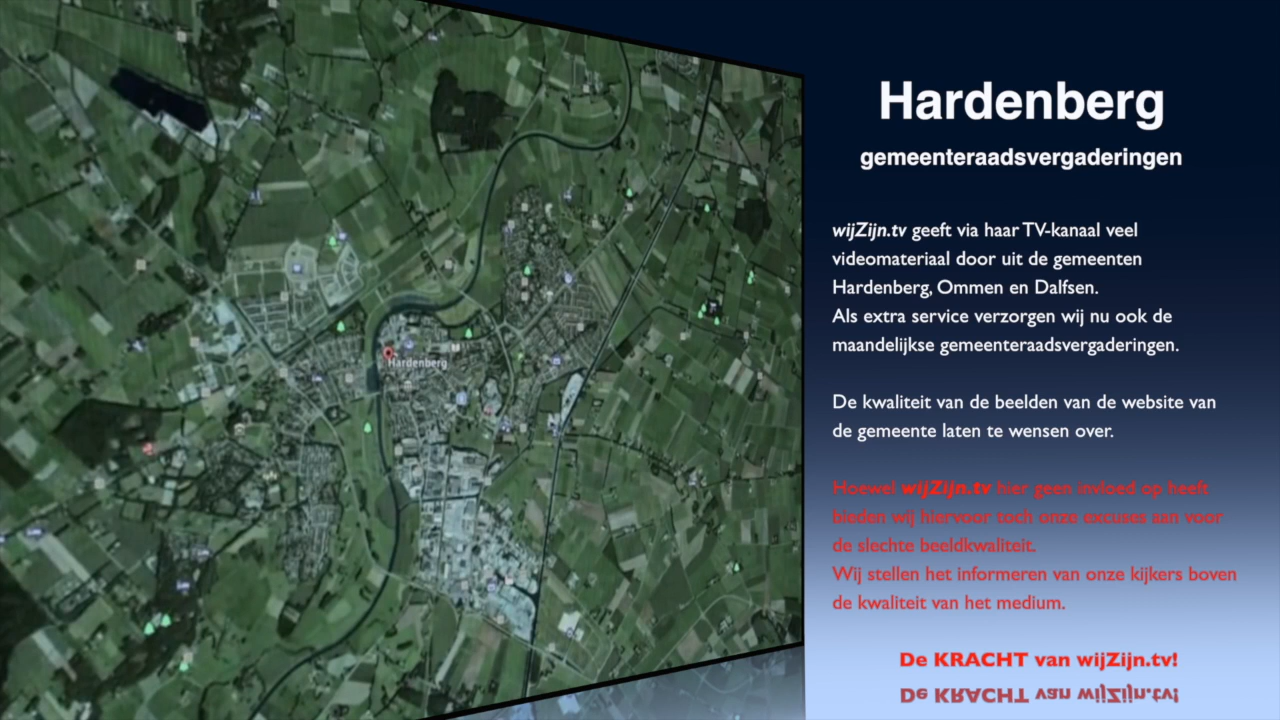 Hardenberg
gemeenteraadsvergaderingen
wijZijn.tv geeft via haar TV-kanaal veel
videomateriaal door uit de gemeenten
Hardenberg, Ommen en Dalfsen.
Als extra service verzorgen wij nu ook de
maandelijkse gemeenteraadsvergaderingen.
De kwaliteit van de beelden van de website van
de gemeente laten te wensen over.
Hoewel wijZijn.tv hier geen invloed op heeft
bieden wij hiervoor toch onze excuses aan voor
de slechte beeldkwaliteit.
Wij stellen het informeren van onze kijkers boven
de kwaliteit van het medium.
De KRACHT van wijZijn.tv!
Hardenberg